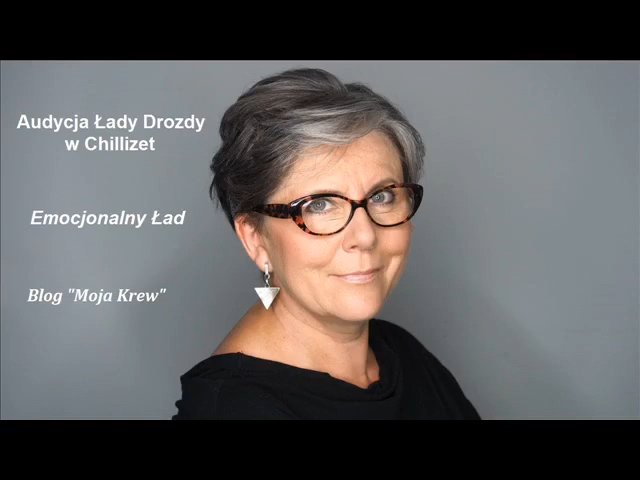 Audycja Łady Drozdy
w Chillizet
Emocjonalny Ład
Blog "Moja Krew"